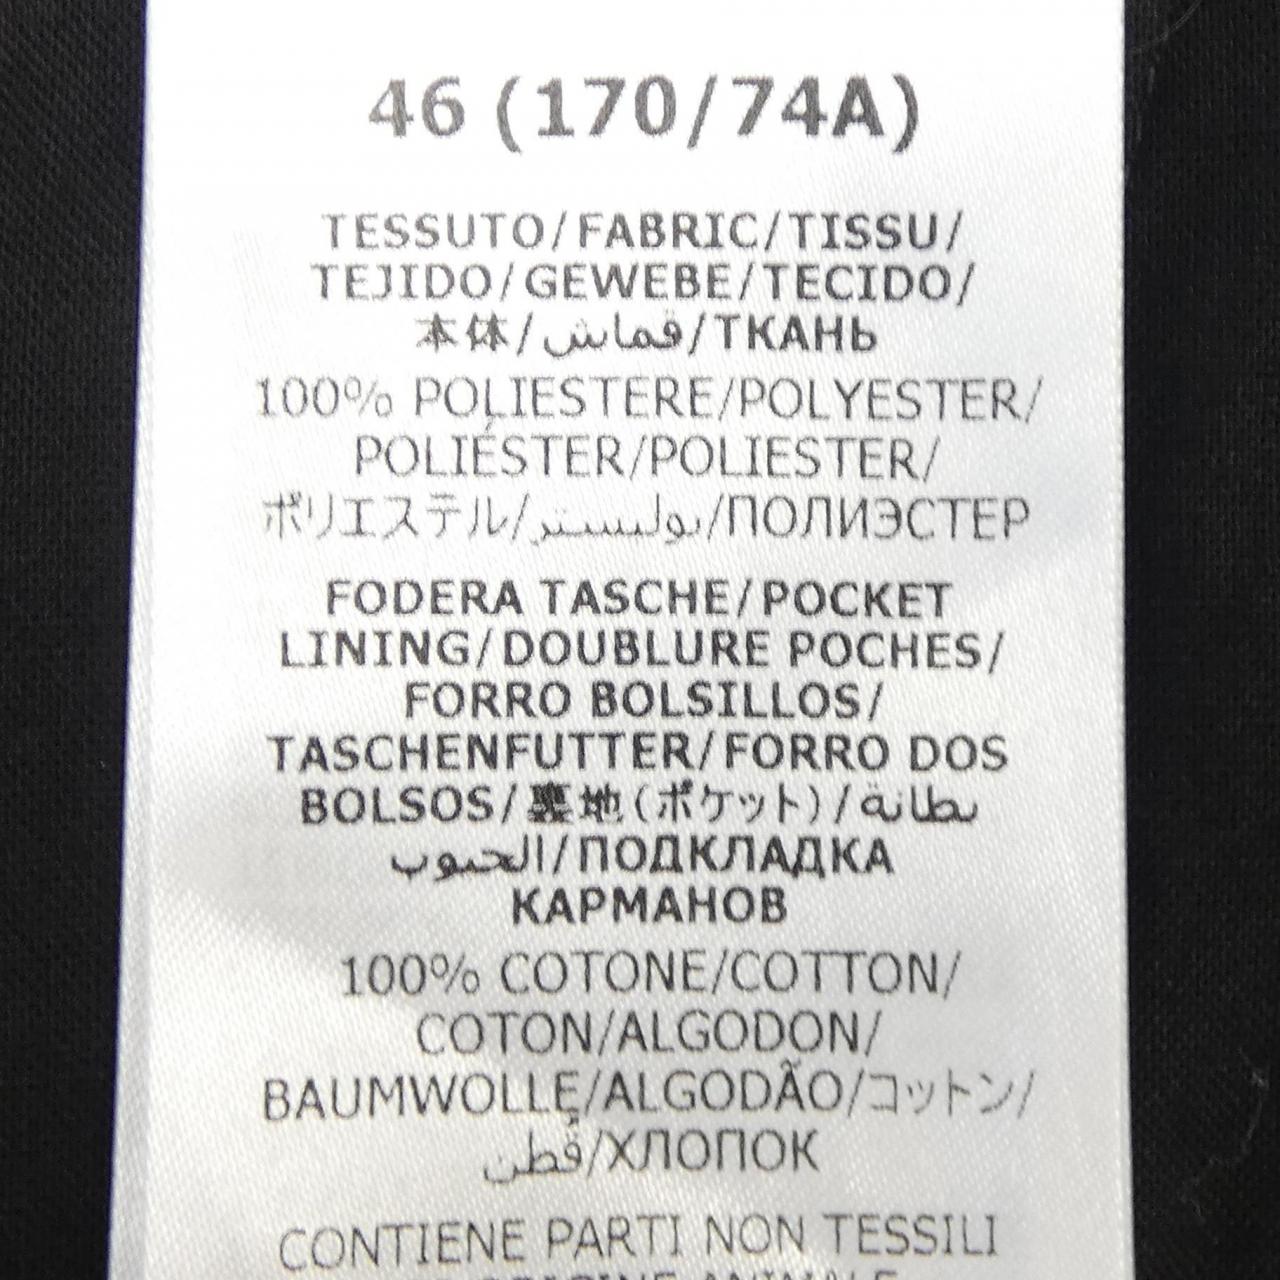 46 (170/74A)
TESSUTO/FABRIC/TISSU/
TEJIDO/GEWEBE/TECIDO/
本体/قماش/ТКАНЬ
100% POLIESTERE/POLYESTER/
POLIÉSTER/POLIESTER/
ポリエステル/بوليستر/ПОЛИЭСТЕР
FODERA TASCHE/POCKET
LINING/DOUBLURE POCHES/
FORRO BOLSILLOS/
TASCHENFUTTER/FORRO DOS
BOLSOS/裏地(ポケット)/بطانة
الجيوب/ПОДКЛАДКА
КАРМАНОВ
100% COTONE/COTTON/
COTON/ALGODON/
BAUMWOLLE/ALGODÃO/コットン/
قطن/ХЛОПОК
CONTIENE PARTI NON TESSILI
ORIGINE ANIMALE